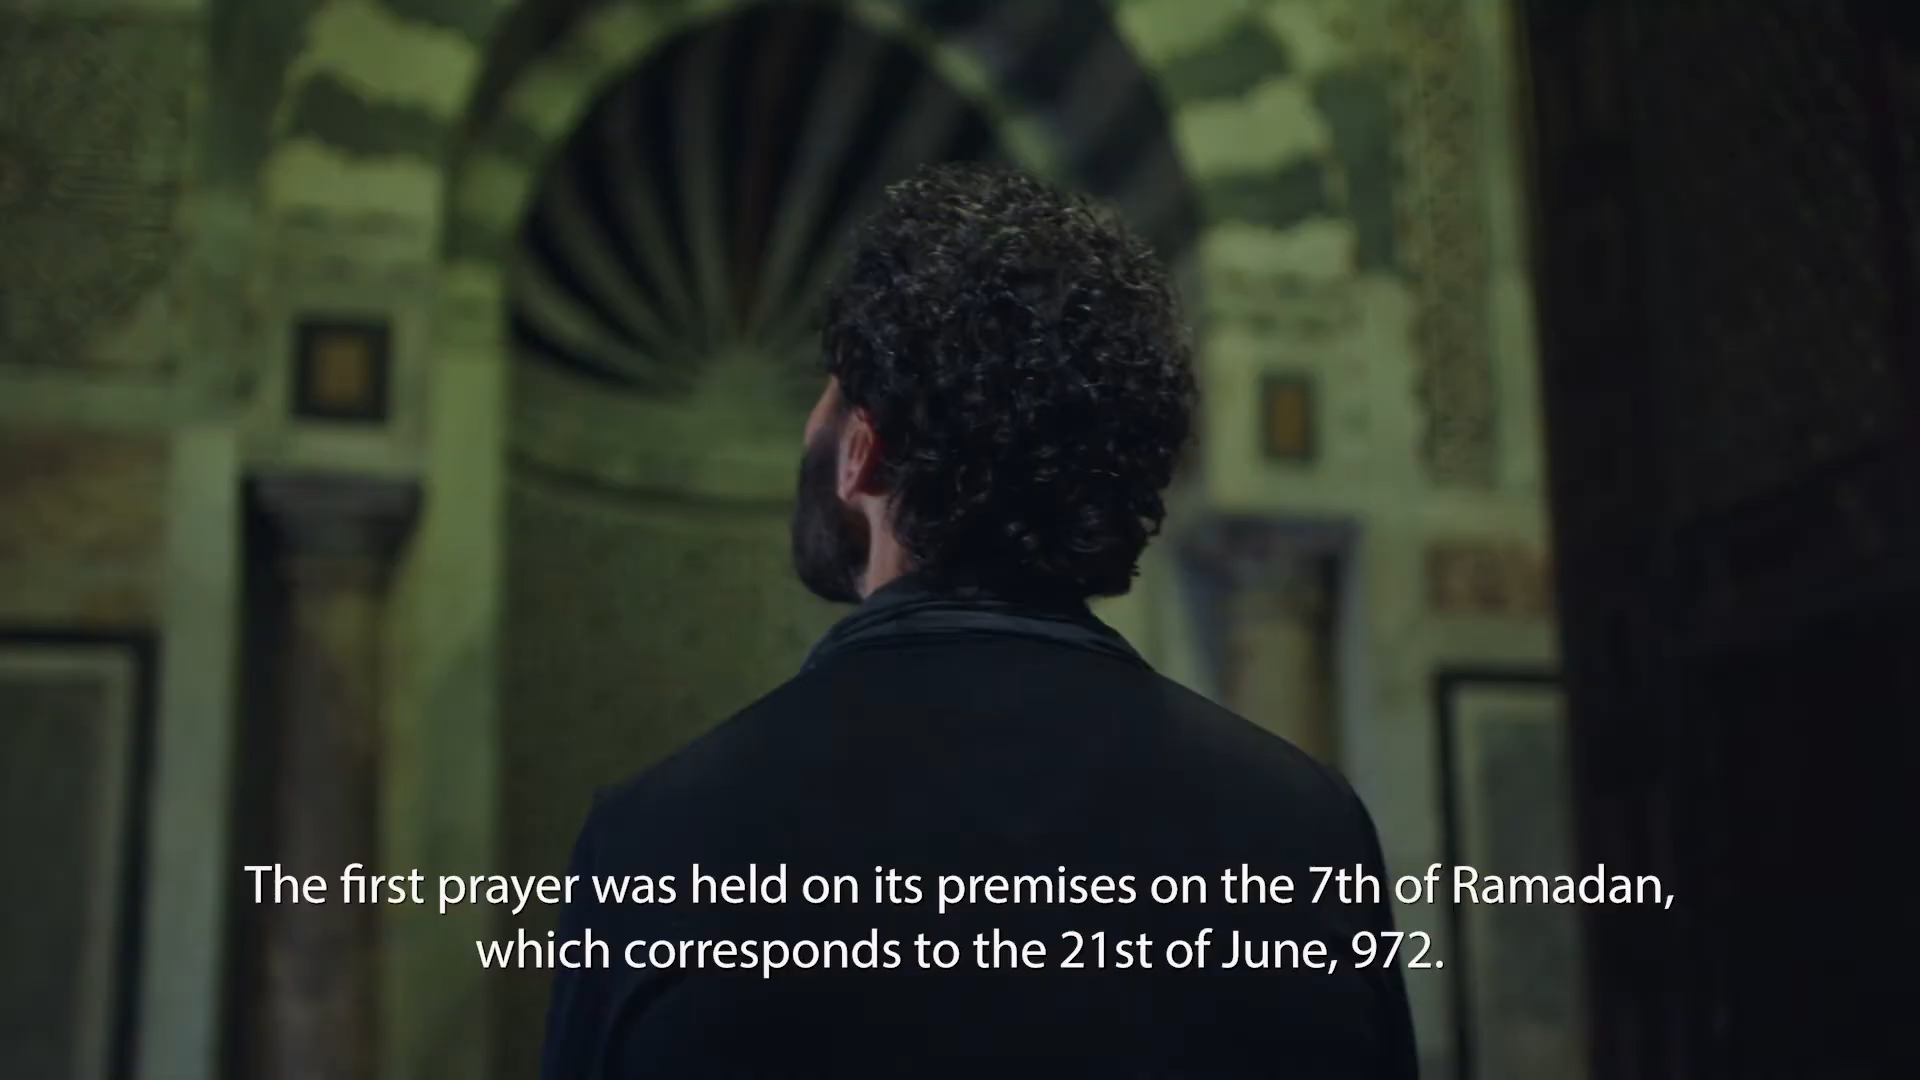 The first prayer was held on its premises on the 7th of Ramadan,
which corresponds to the 21st of June, 972.